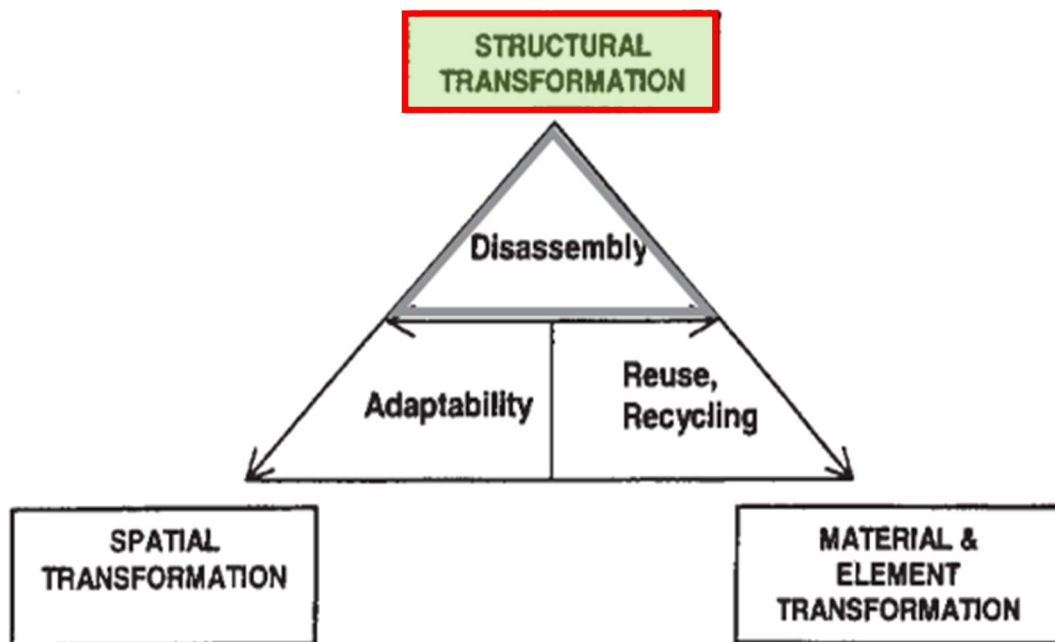 STRUCTURAL
TRANSFORMATION
Disassembly
Adaptability
Reuse,
Recycling
SPATIAL
TRANSFORMATION
MATERIAL &
ELEMENT
TRANSFORMATION